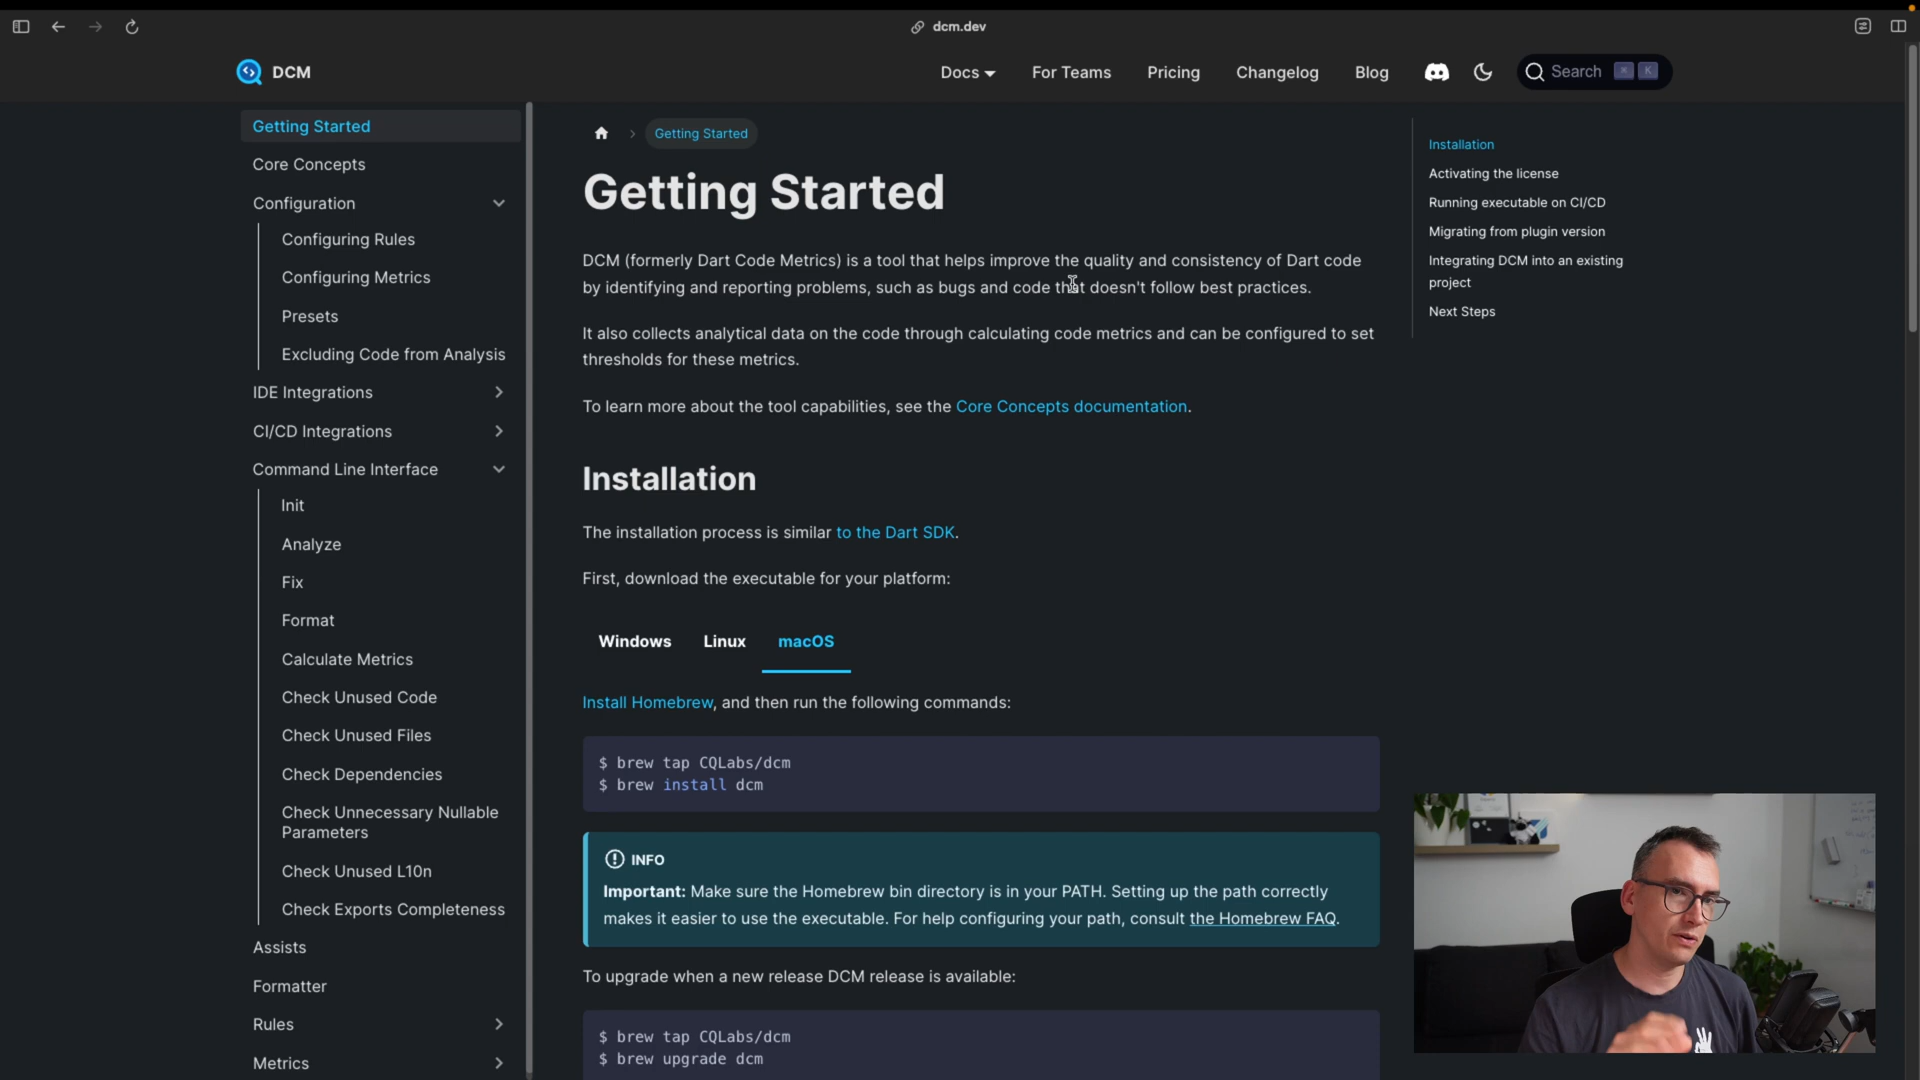 dcm.dev
DCM
Docs
For Teams
Pricing
Changelog
Blog
Search ⌘ K
Getting Started
Core Concepts
Configuration
Configuring Rules
Configuring Metrics
Presets
Excluding Code from Analysis
IDE Integrations
CI/CD Integrations
Command Line Interface
Init
Analyze
Fix
Format
Calculate Metrics
Check Unused Code
Check Unused Files
Check Dependencies
Check Unnecessary Nullable
Parameters
Check Unused L10n
Check Exports Completeness
Assists
Formatter
Rules
Metrics
Getting Started
Getting Started
DCM (formerly Dart Code Metrics) is a tool that helps improve the quality and consistency of Dart code
by identifying and reporting problems, such as bugs and code that doesn't follow best practices.
It also collects analytical data on the code through calculating code metrics and can be configured to set
thresholds for these metrics.
To learn more about the tool capabilities, see the Core Concepts documentation.
Installation
The installation process is similar to the Dart SDK.
First, download the executable for your platform:
Windows
Linux
macOS
Install Homebrew, and then run the following commands:
$ brew tap CQLabs/dcm
$ brew install dcm
INFO
Important: Make sure the Homebrew bin directory is in your PATH. Setting up the path correctly
makes it easier to use the executable. For help configuring your path, consult the Homebrew FAQ.
To upgrade when a new release DCM release is available:
$ brew tap CQLabs/dcm
$ brew upgrade dcm
Installation
Activating the license
Running executable on CI/CD
Migrating from plugin version
Integrating DCM into an existing
project
Next Steps